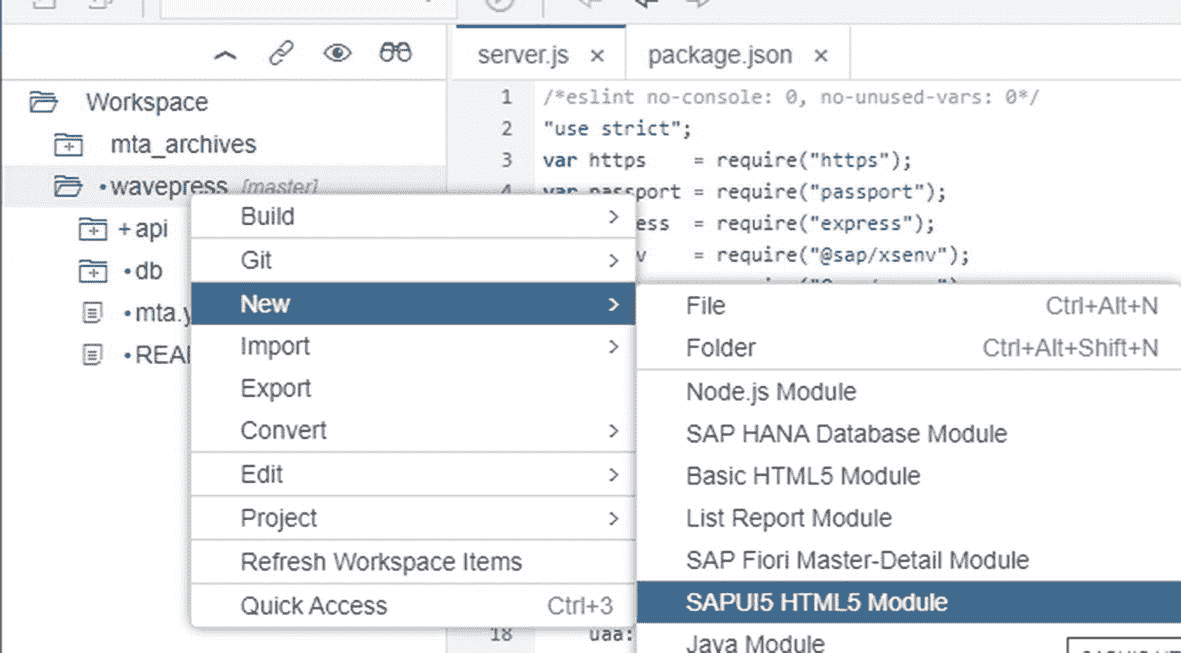 server.js ×
package.json ×
Workspace
mta_archives
•wavepress [master]
+api
•db
•mta.y
•REA
1 /*eslint no-console: 0, no-unused-vars: 0*/
2 "use strict";
3 var https = require("https");
4 var passport = require("passport");
ess = require("express");
v = require("@sap/xsenv");
18 uaa:
Build >
Git >
New >
Import >
Export
Convert >
Edit >
Project >
Refresh Workspace Items
Quick Access Ctrl+3
File Ctrl+Alt+N
Folder Ctrl+Alt+Shift+N
Node.js Module
SAP HANA Database Module
Basic HTML5 Module
List Report Module
SAP Fiori Master-Detail Module
SAPUI5 HTML5 Module
Java Module